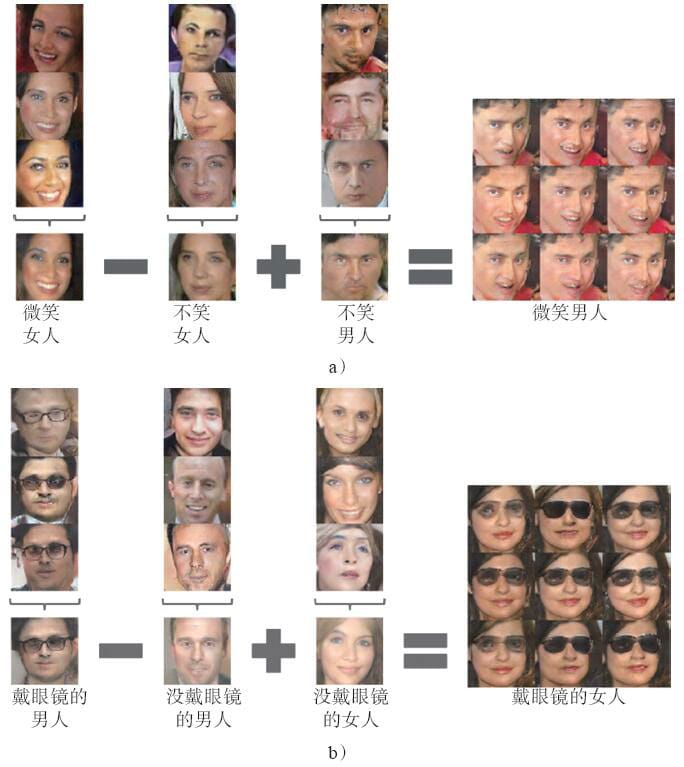 微笑
女人
不笑
女人
不笑
男人
微笑男人
a）
戴眼镜的
男人
没戴眼镜
的男人
没戴眼镜
的女人
戴眼镜的女人
b）